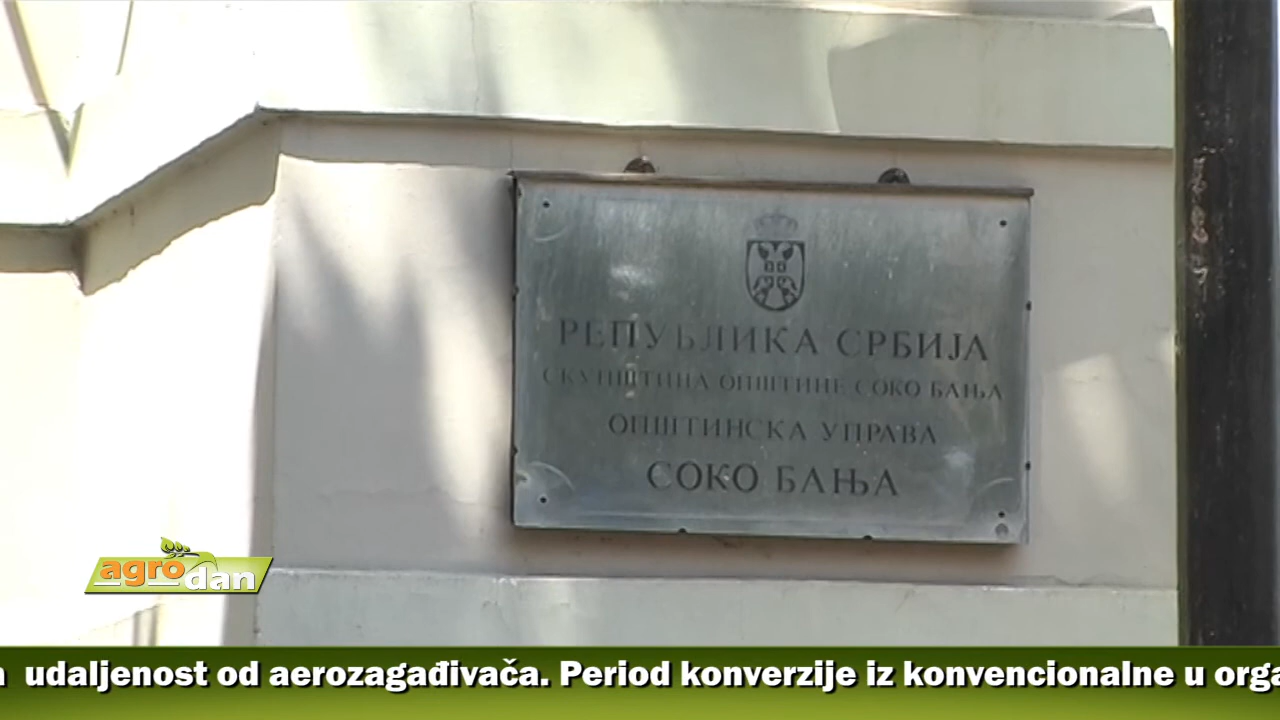 РЕПУБЛИКА СРБИЈА
СКУПШТИНА ОПШТИНЕ СОКО БАЊА
ОПШТИНСКА УПРАВА
СОКО БАЊА
agro
dan
udaljenost od aerozagađivača. Period konverzije iz konvencionalne u